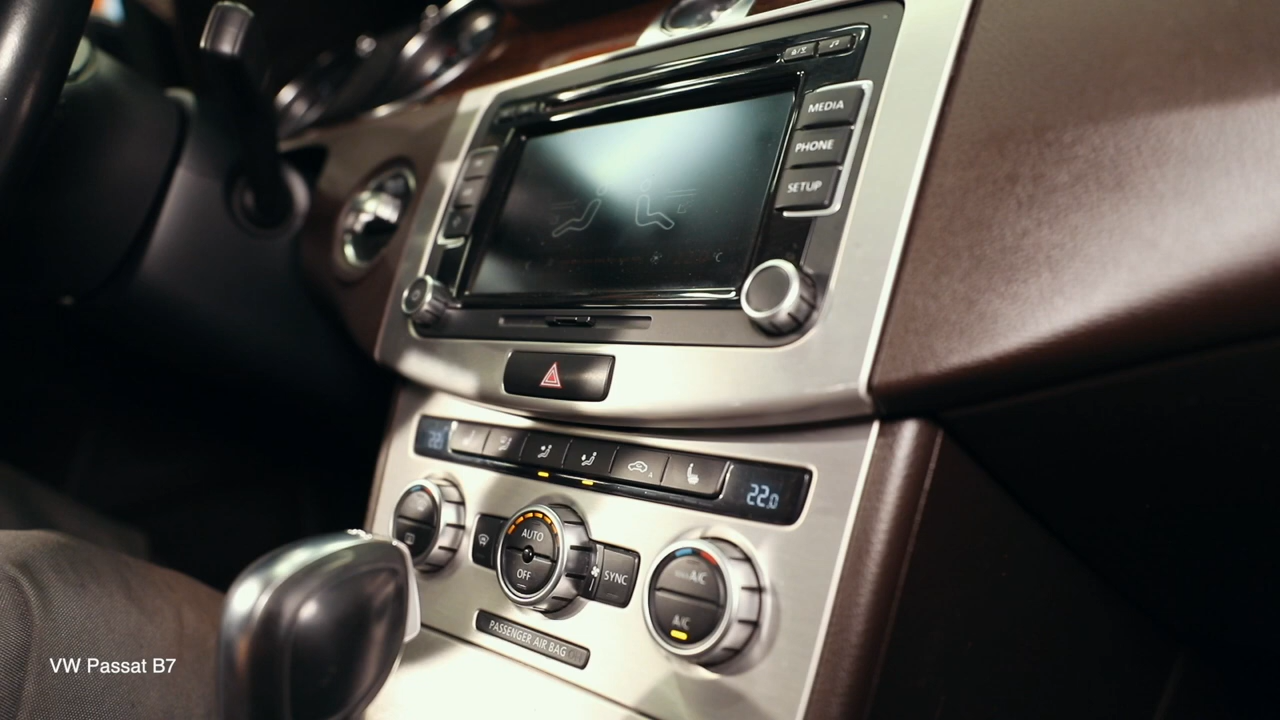 MEDIA
PHONE
SETUP
22.0
AUTO
OFF
SYNC
A/C
A/C
PASSENGER AIR BAG
VW Passat B7